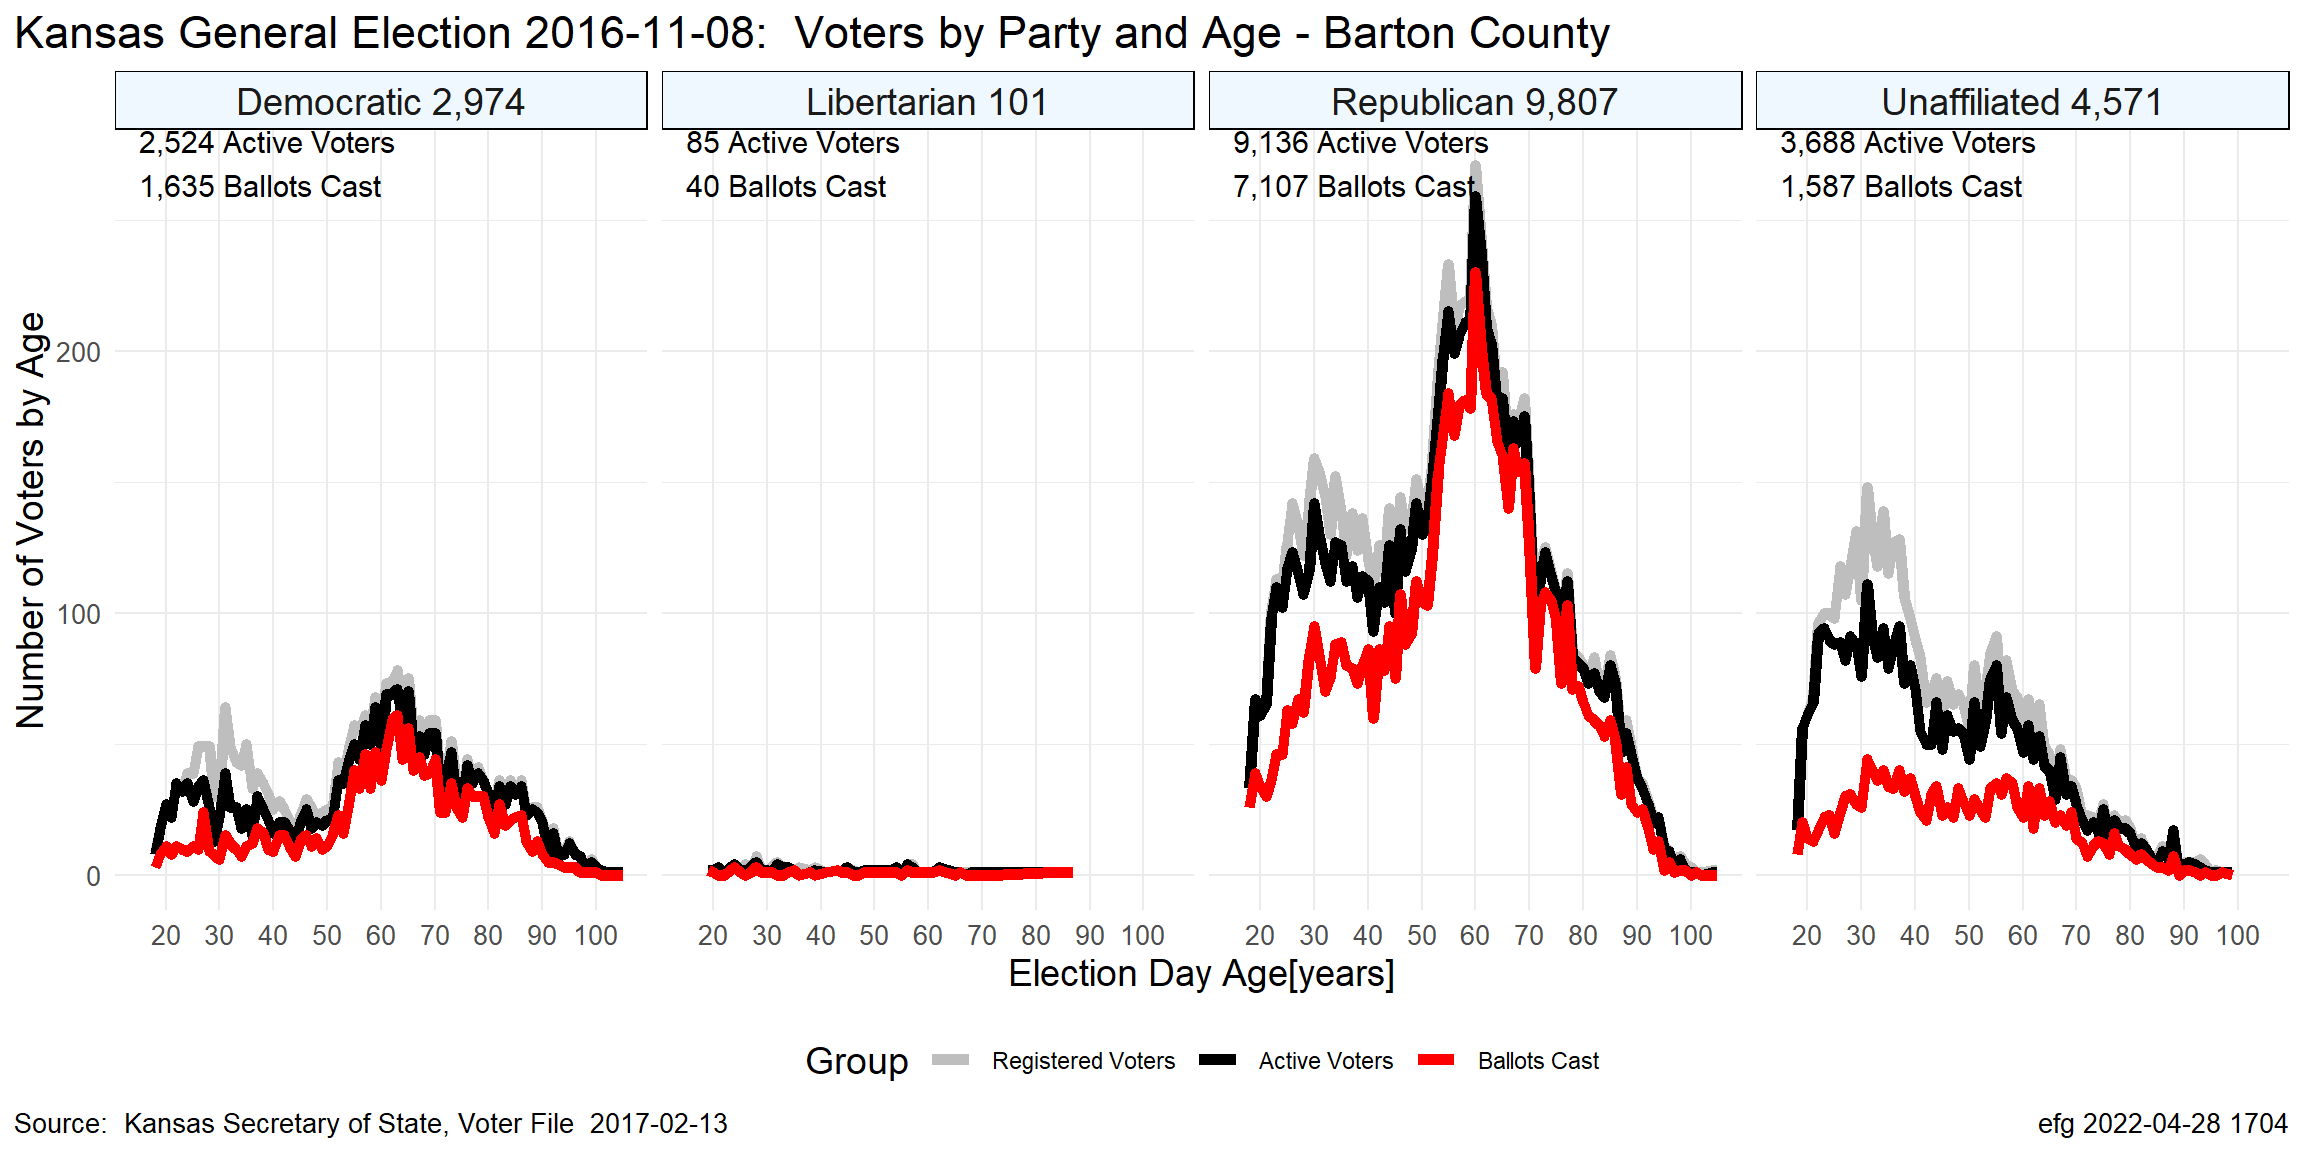 Kansas General Election 2016-11-08:  Voters by Party and Age - Barton County
Democratic 2,974
Libertarian 101
Republican 9,807
Unaffiliated 4,571
2,524 Active Voters
1,635 Ballots Cast
85 Active Voters
40 Ballots Cast
9,136 Active Voters
7,107 Ballots Cast
3,688 Active Voters
1,587 Ballots Cast
Number of Voters by Age
200
100
0
20 30 40 50 60 70 80 90 100
20 30 40 50 60 70 80 90 100
20 30 40 50 60 70 80 90 100
20 30 40 50 60 70 80 90 100
Election Day Age[years]
Group Registered Voters Active Voters Ballots Cast
Source:  Kansas Secretary of State, Voter File  2017-02-13
efg 2022-04-28 1704